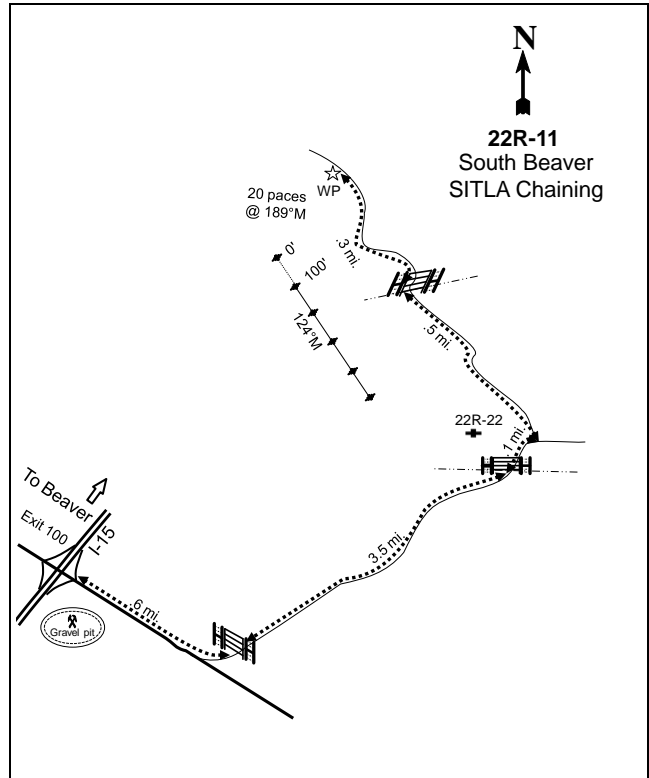 N
22R-11
South Beaver
SITLA Chaining
WP
20 paces
@ 189°M
0'
100'
124°M
.3 mi.
.5 mi.
22R-22
.1 mi.
3.5 mi.
To Beaver
Exit 100
I-15
.6 mi.
Gravel pit